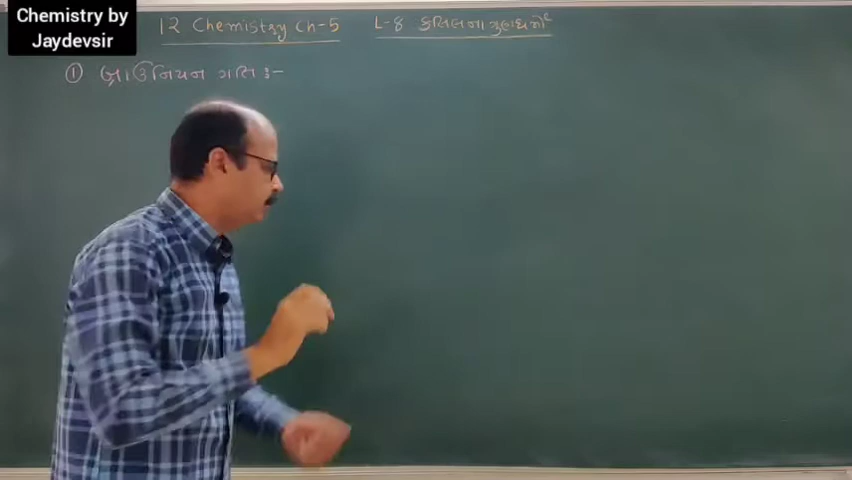 Chemistry by
Jaydevsir
12 Chemistry Ch-5 L-8 કલિલના ગુણધર્મો
① બ્રાઉનિયન ગતિ :-